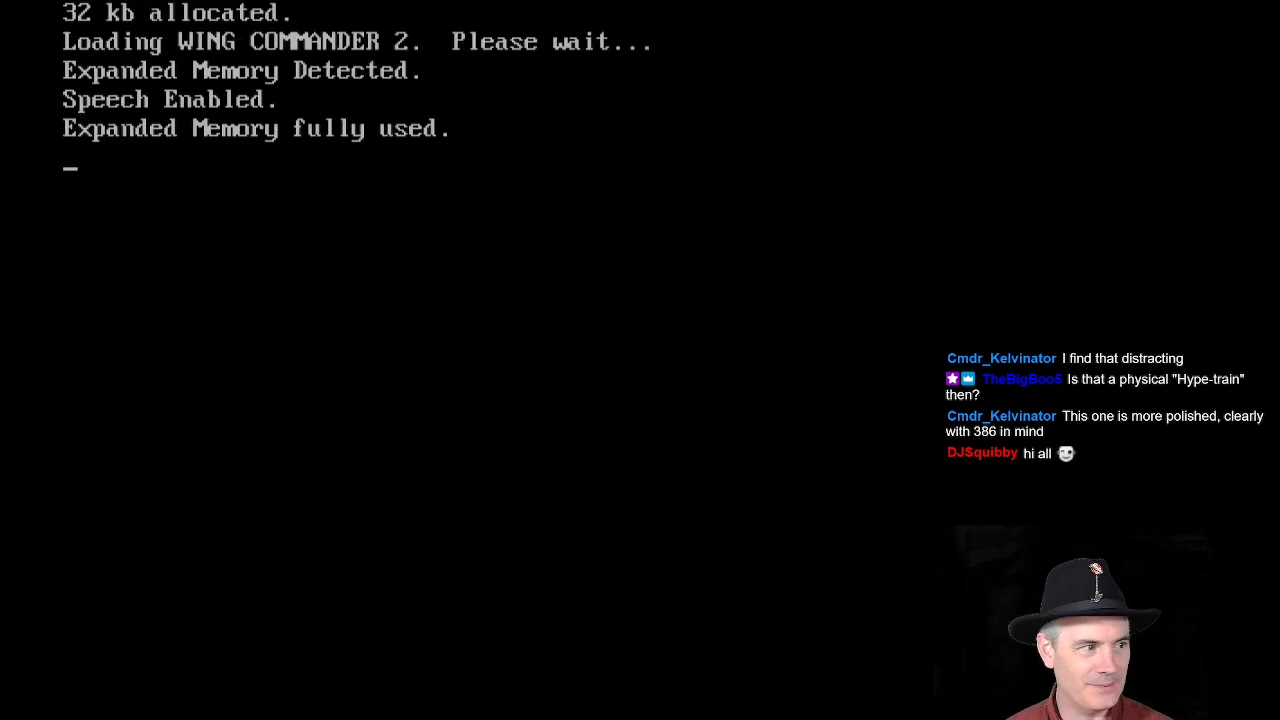 32 kb allocated.
Loading WING COMMANDER 2.  Please wait...
Expanded Memory Detected.
Speech Enabled.
Expanded Memory fully used.
_
Cmdr_Kelvinator I find that distracting
TheBigBoo5 Is that a physical "Hype-train"
then?
Cmdr_Kelvinator This one is more polished, clearly
with 386 in mind
DJSquibby hi all